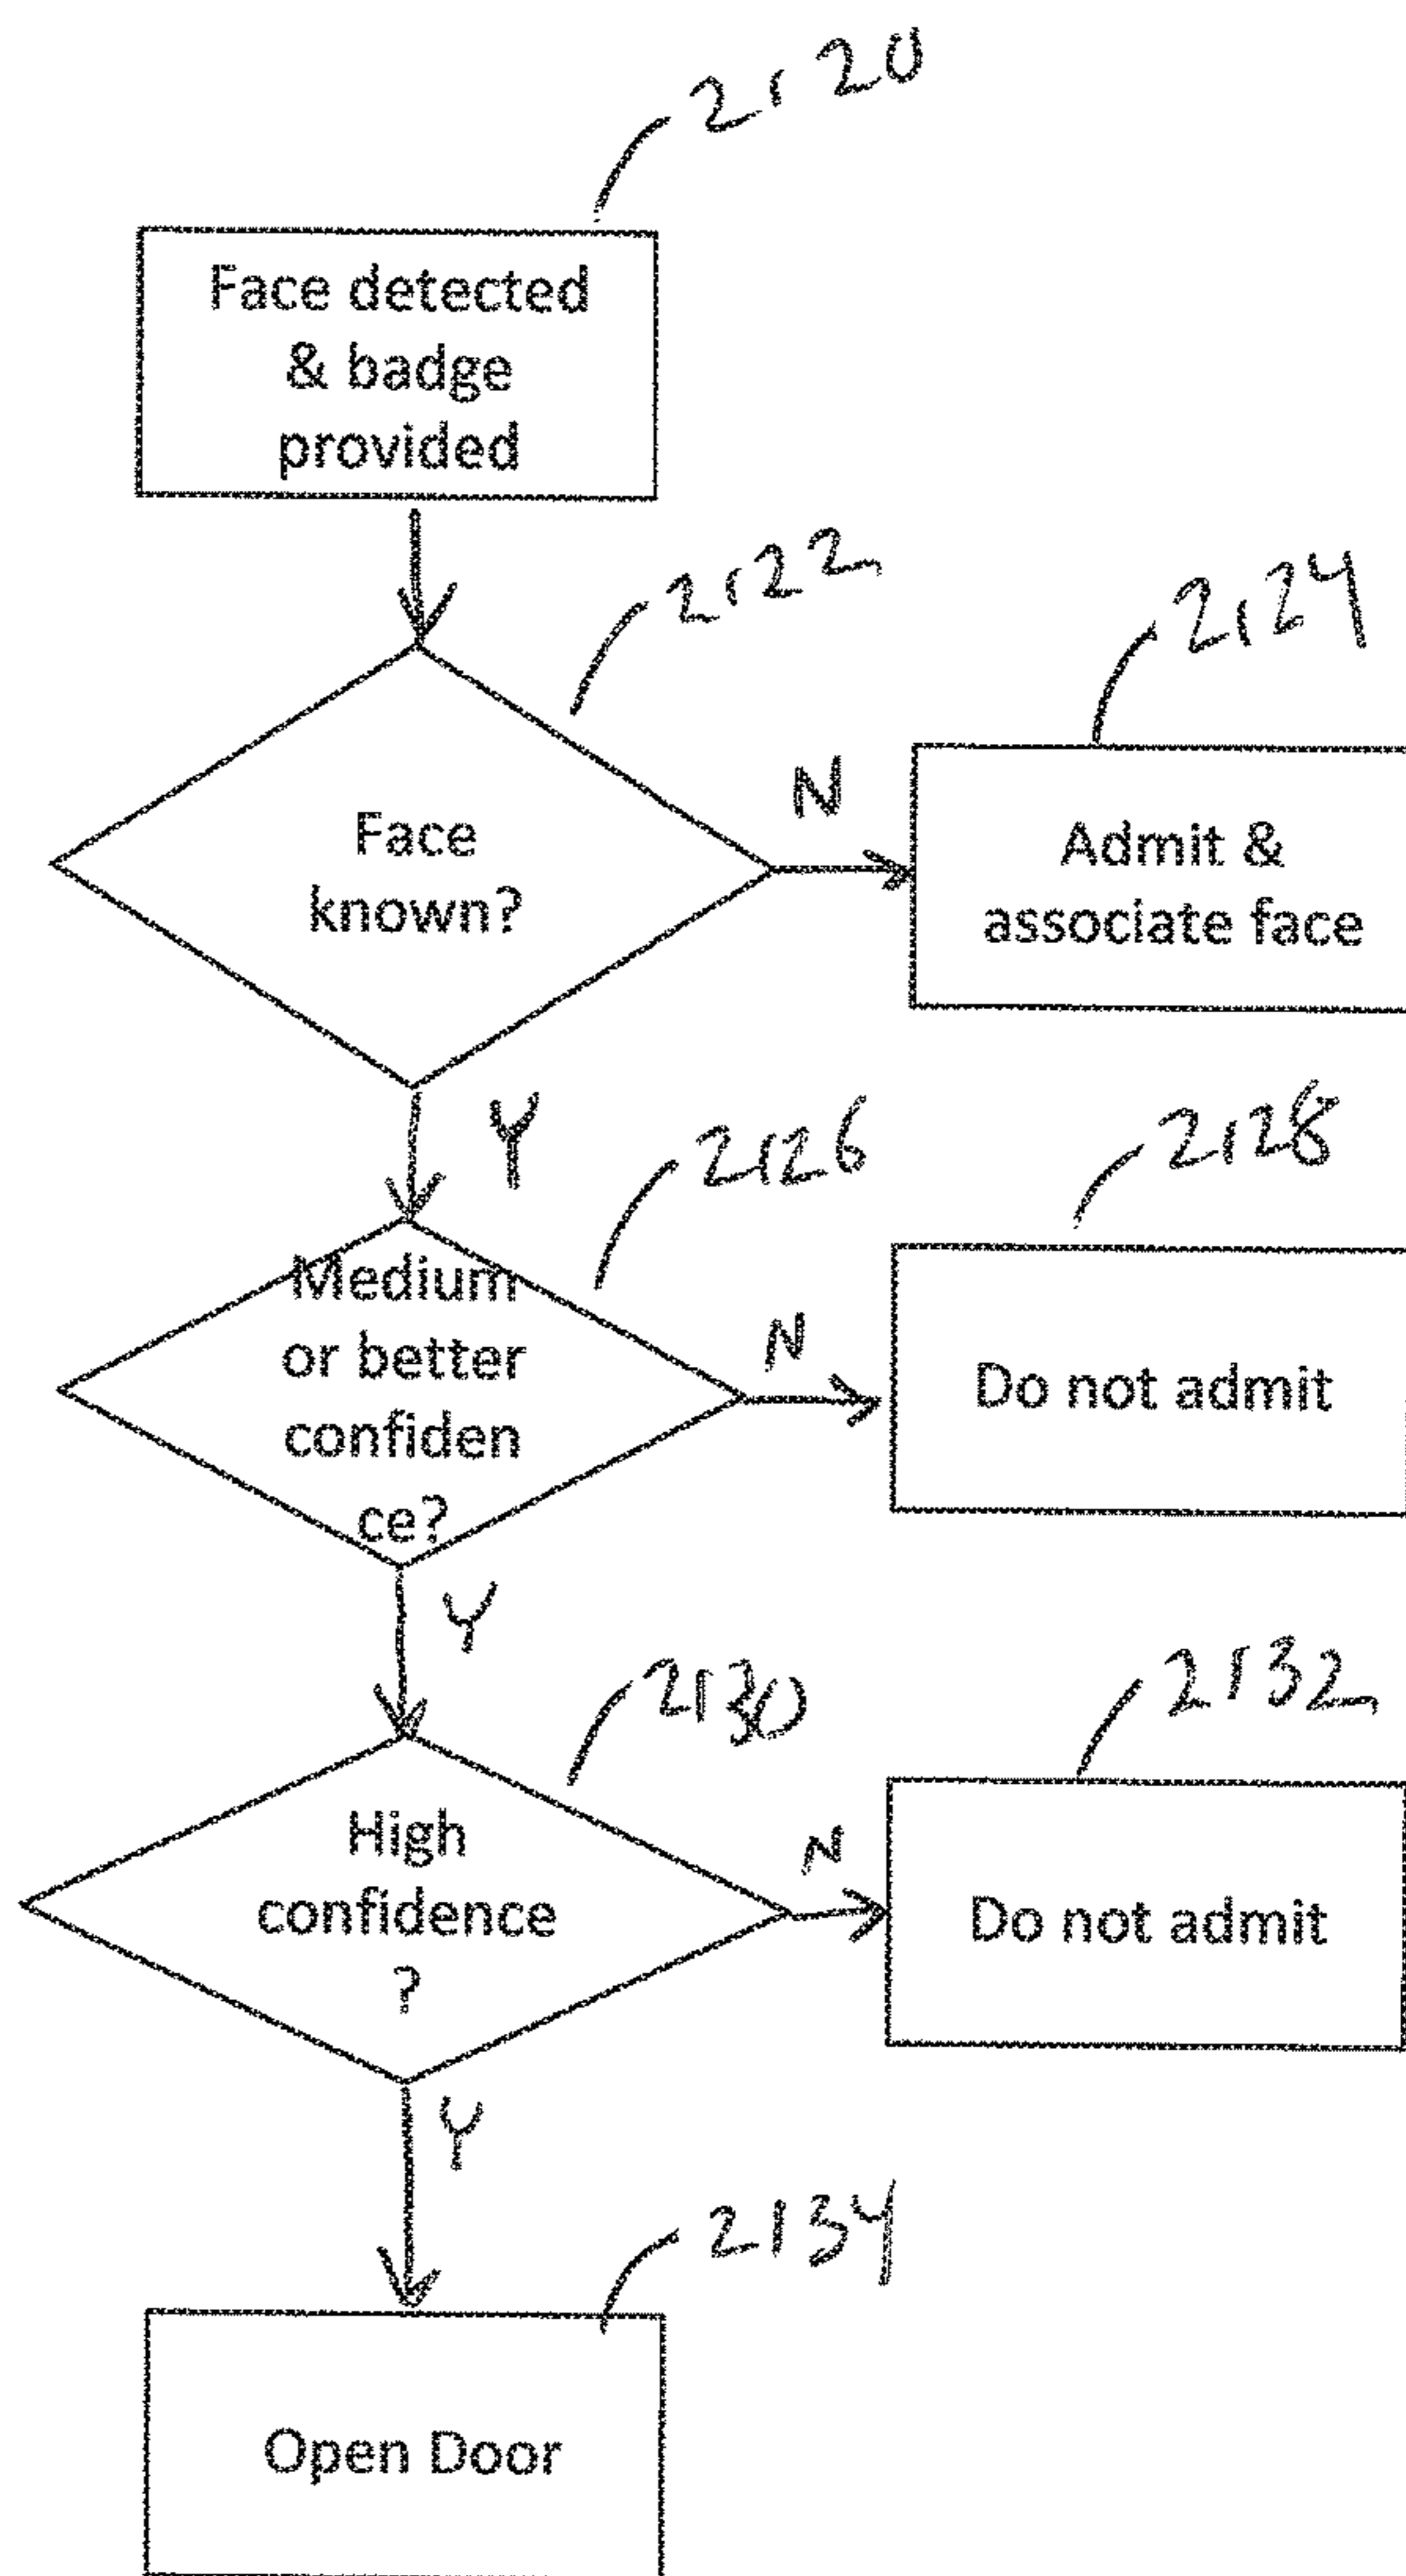 2120
Face detected
& badge
provided
2122
2124
N
Face
known?
Admit &
associate face
Y
2126
2128
N
Medium
or better
confiden
ce?
Do not admit
Y
2130
2132
N
High
confidence
?
Do not admit
Y
2134
Open Door